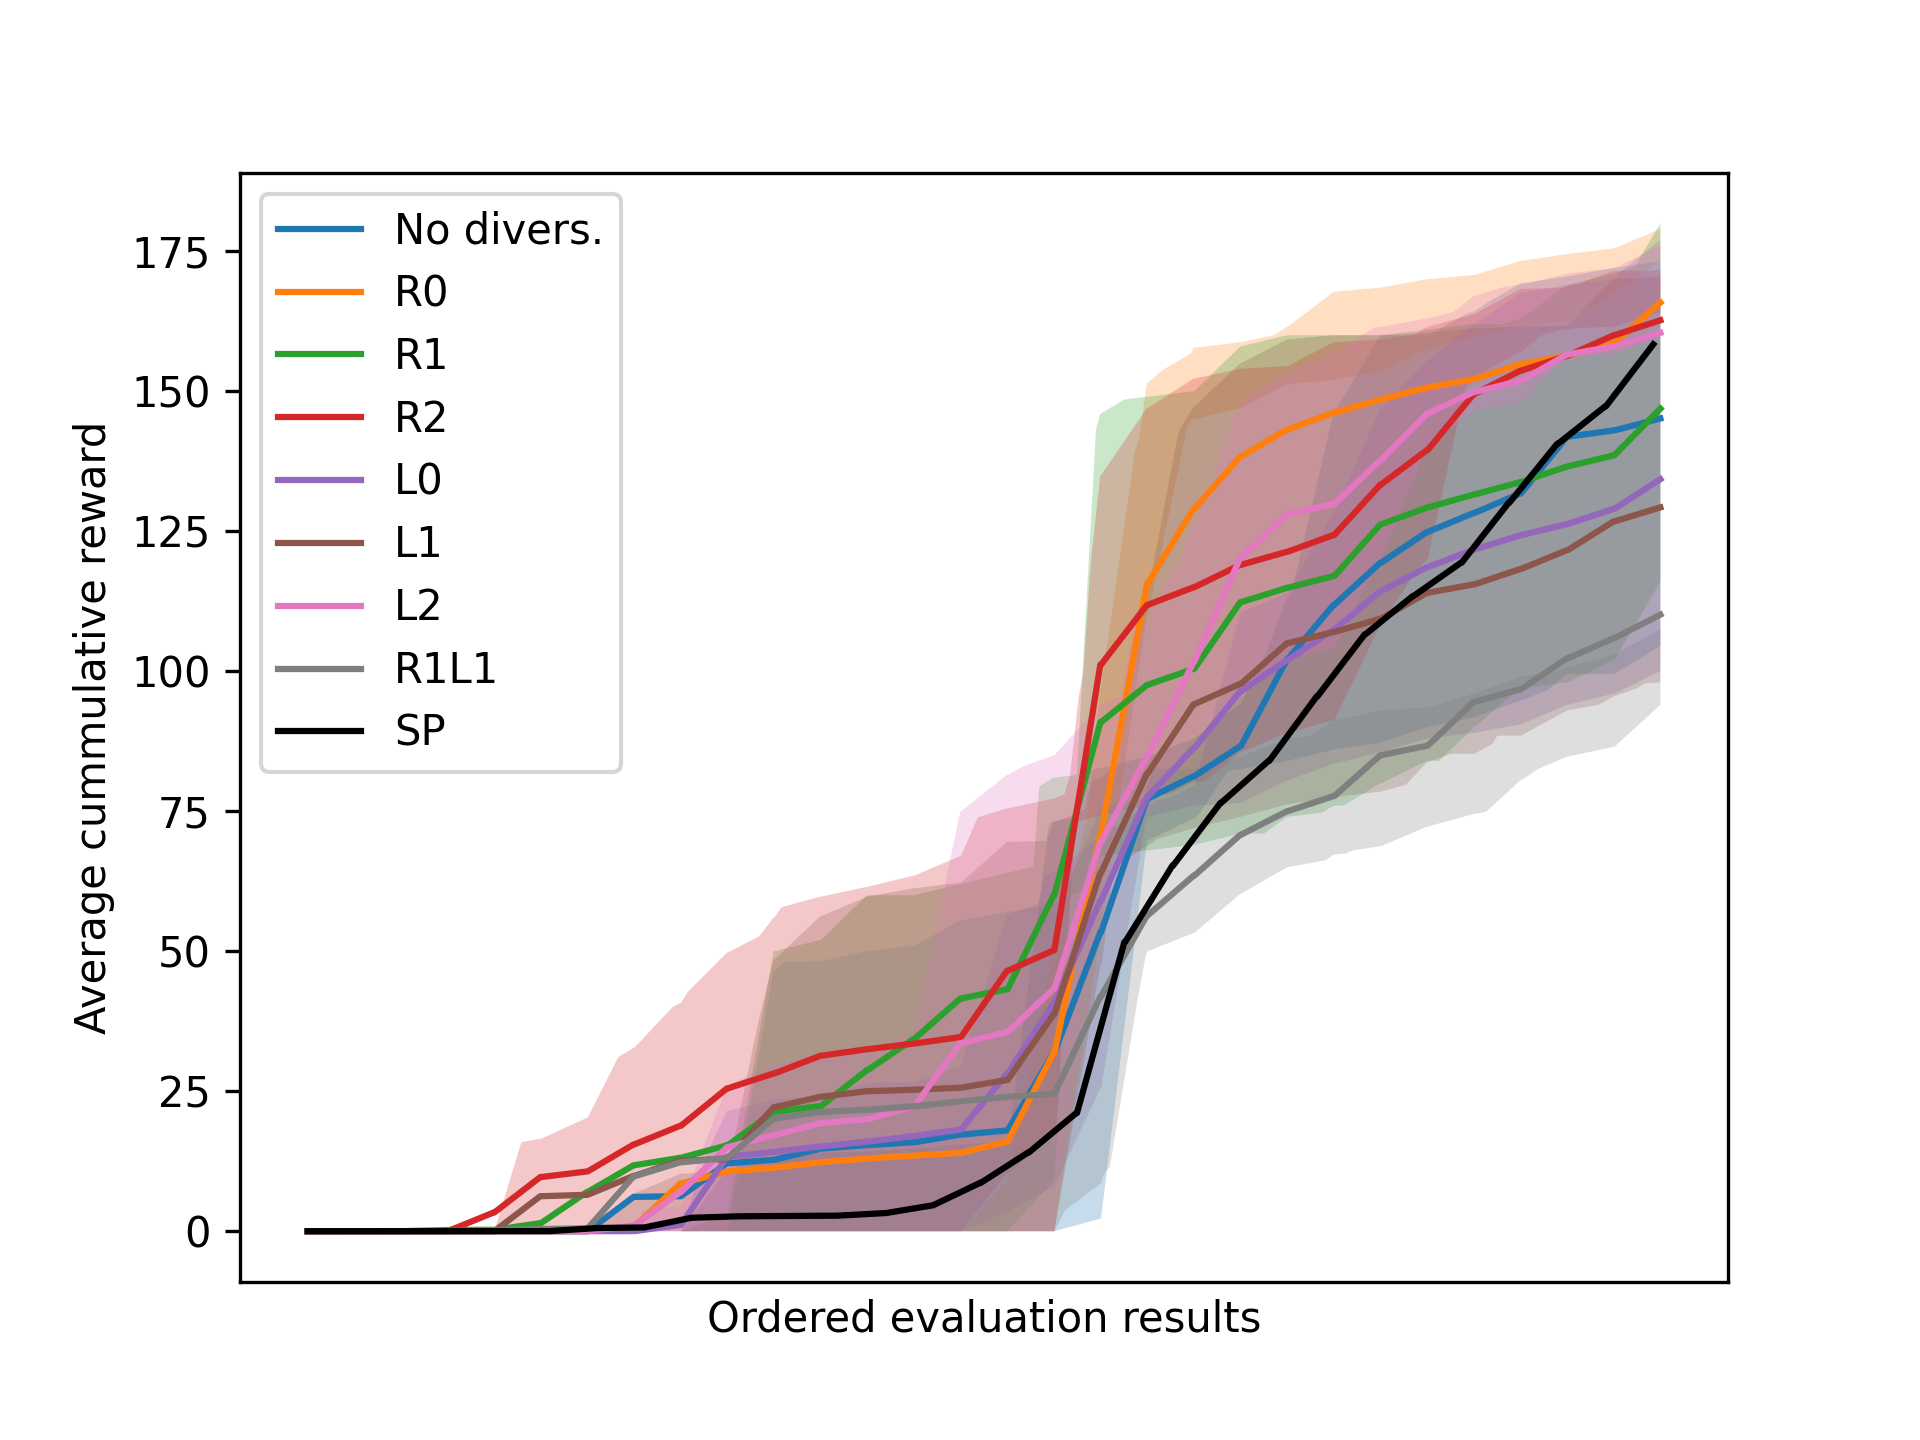 No divers.
R0
R1
R2
L0
L1
L2
R1L1
SP
175
150
125
100
75
50
25
0
Average cummulative reward
Ordered evaluation results